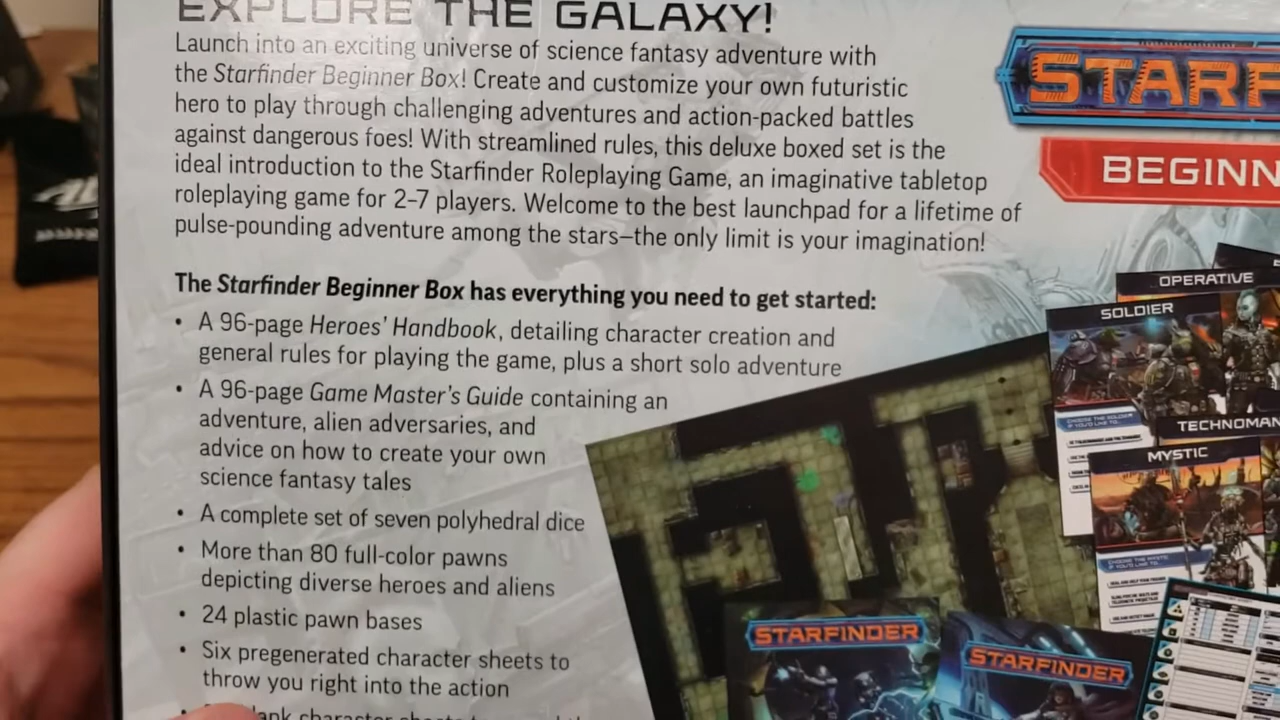 EXPLORE THE GALAXY!
Launch into an exciting universe of science fantasy adventure with
the Starfinder Beginner Box! Create and customize your own futuristic
hero to play through challenging adventures and action-packed battles
against dangerous foes! With streamlined rules, this deluxe boxed set is the
ideal introduction to the Starfinder Roleplaying Game, an imaginative tabletop
roleplaying game for 2–7 players. Welcome to the best launchpad for a lifetime of
pulse-pounding adventure among the stars—the only limit is your imagination!
The Starfinder Beginner Box has everything you need to get started:
• A 96-page Heroes' Handbook, detailing character creation and
general rules for playing the game, plus a short solo adventure
• A 96-page Game Master's Guide containing an
adventure, alien adversaries, and
advice on how to create your own
science fantasy tales
• A complete set of seven polyhedral dice
• More than 80 full-color pawns
depicting diverse heroes and aliens
• 24 plastic pawn bases
• Six pregenerated character sheets to
throw you right into the action
character sheets
STARF
BEGINN
OPERATIVE
SOLDIER
TECHNOMAN
MYSTIC
STARFINDER
STARFINDER